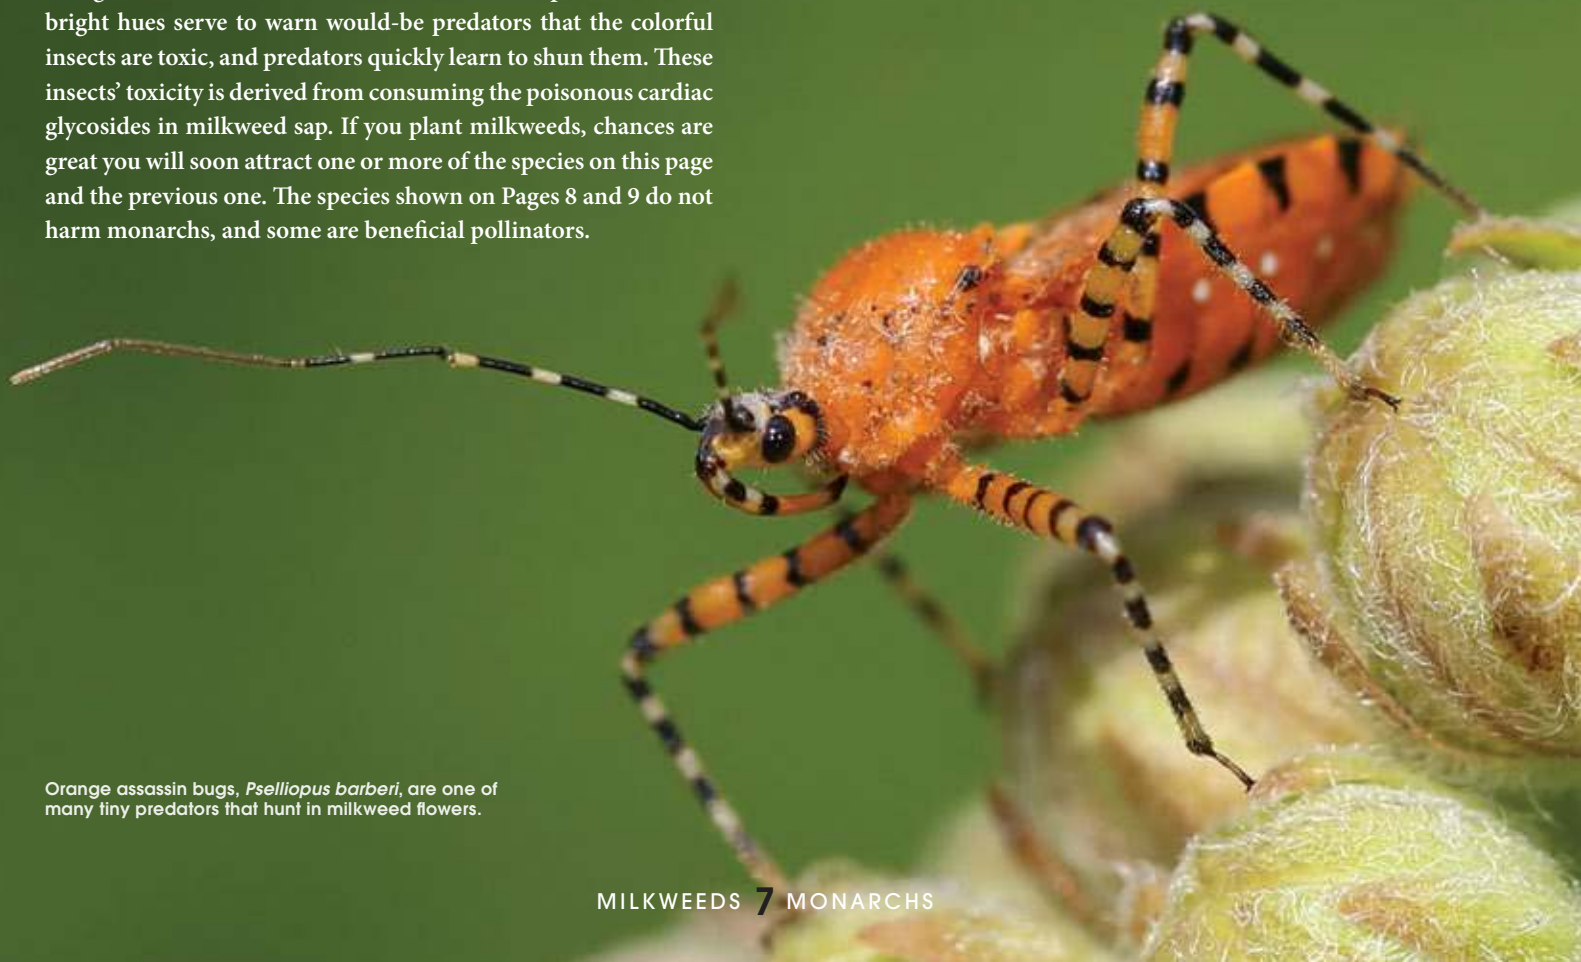 bright hues serve to warn would-be predators that the colorful
insects are toxic, and predators quickly learn to shun them. These
insects’ toxicity is derived from consuming the poisonous cardiac
glycosides in milkweed sap. If you plant milkweeds, chances are
great you will soon attract one or more of the species on this page
and the previous one. The species shown on Pages 8 and 9 do not
harm monarchs, and some are beneficial pollinators.
Orange assassin bugs, Pselliopus barberi, are one of
many tiny predators that hunt in milkweed flowers.
MILKWEEDS 7 MONARCHS